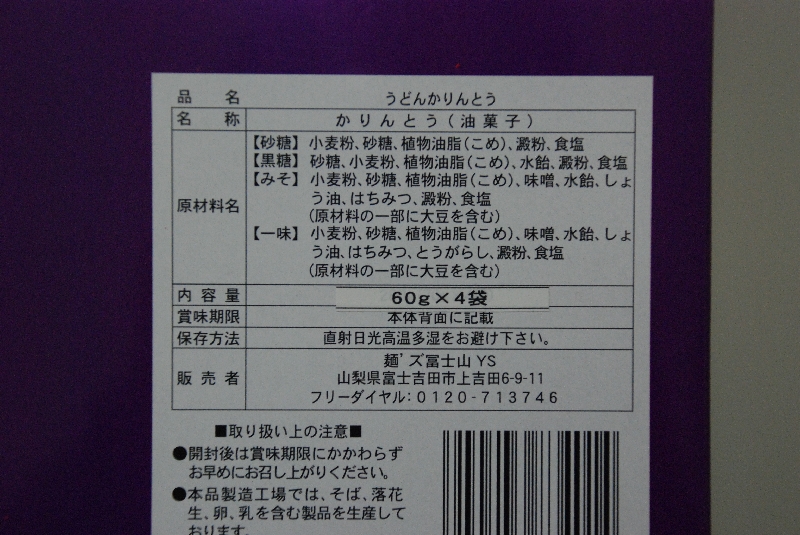 品名 うどんかりんとう
名称 かりんとう(油菓子)
原材料名
【砂糖】小麦粉、砂糖、植物油脂(こめ)、澱粉、食塩
【黒糖】砂糖、小麦粉、植物油脂(こめ)、水飴、澱粉、食塩
【みそ】小麦粉、砂糖、植物油脂(こめ)、味噌、水飴、しょ
う油、はちみつ、澱粉、食塩
(原材料の一部に大豆を含む)
【一味】小麦粉、砂糖、植物油脂(こめ)、味噌、水飴、しょ
う油、はちみつ、とうがらし、澱粉、食塩
(原材料の一部に大豆を含む)
内容量 60g×4袋
賞味期限 本体背面に記載
保存方法 直射日光高温多湿をお避け下さい。
販売者
麺'ズ冨士山 YS
山梨県富士吉田市上吉田6-9-11
フリーダイヤル:0120-713746
■取り扱い上の注意■
●開封後は賞味期限にかかわらず
お早めにお召し上がりください。
●本品製造工場では、そば、落花
生、卵、乳を含む製品を生産して
おります。